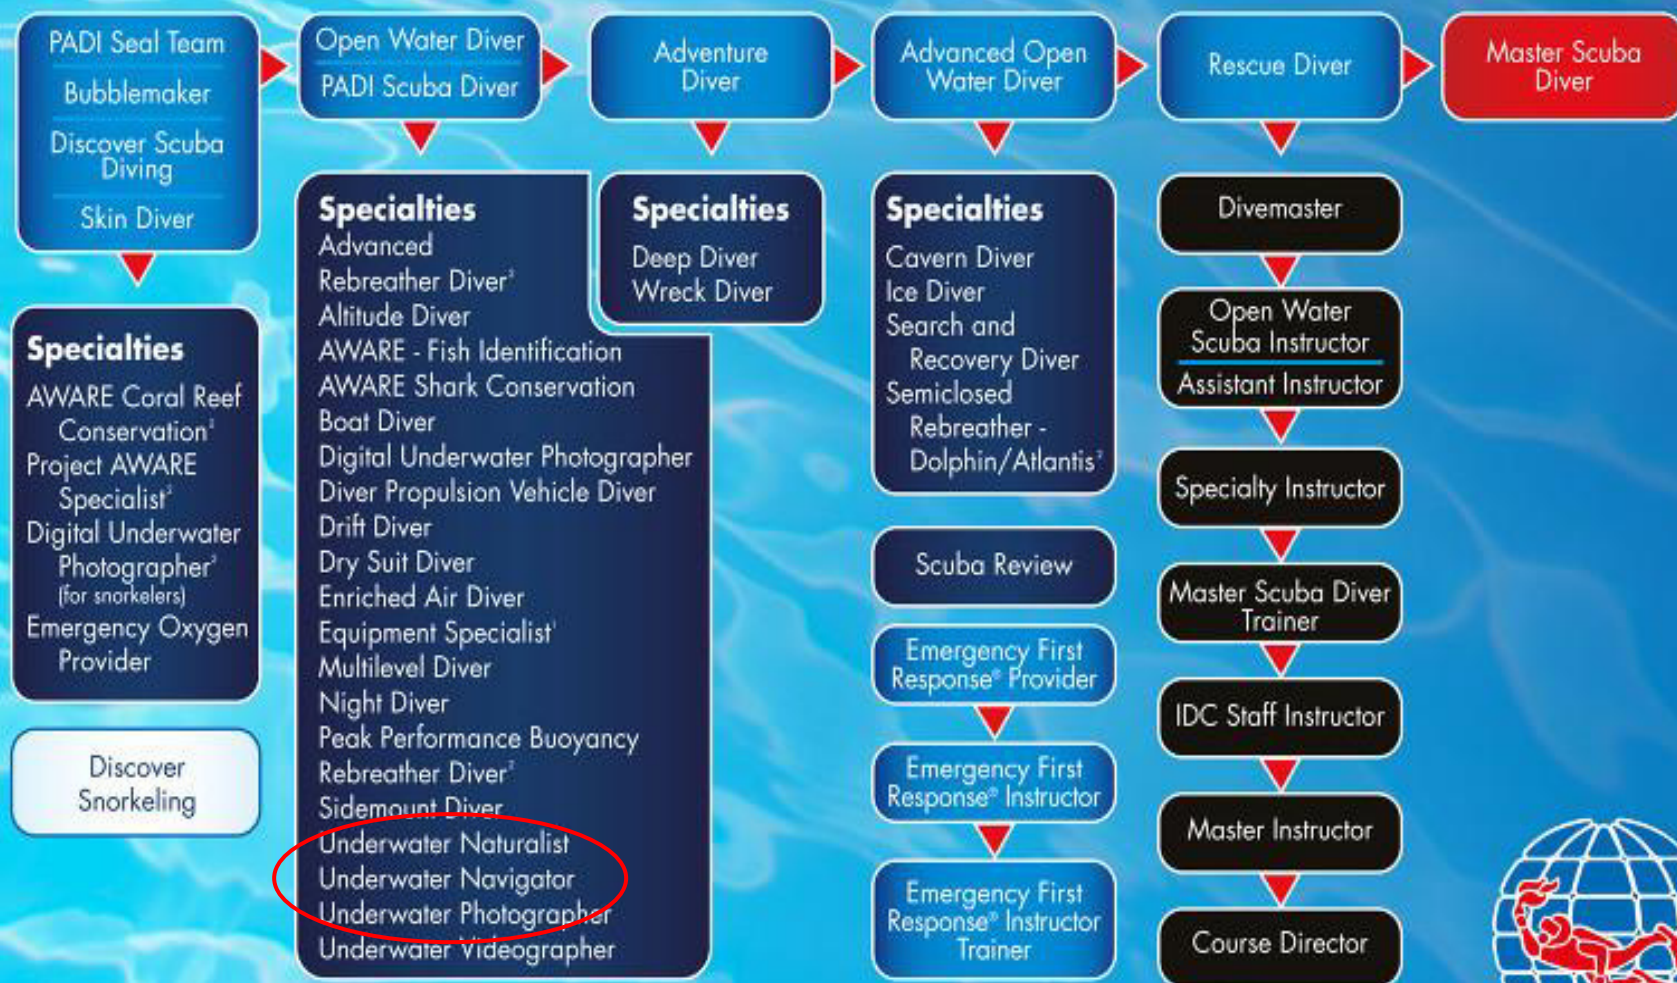 PADI Seal Team
Bubblemaker
Discover Scuba
Diving
Skin Diver
Specialties
AWARE Coral Reef
Conservation²
Project AWARE
Specialist²
Digital Underwater
Photographer²
(for snorkelers)
Emergency Oxygen
Provider
Discover
Snorkeling
Open Water Diver
PADI Scuba Diver
Specialties
Advanced
Rebreather Diver²
Altitude Diver
AWARE - Fish Identification
AWARE Shark Conservation
Boat Diver
Digital Underwater Photographer
Diver Propulsion Vehicle Diver
Drift Diver
Dry Suit Diver
Enriched Air Diver
Equipment Specialist¹
Multilevel Diver
Night Diver
Peak Performance Buoyancy
Rebreather Diver²
Sidemount Diver
Underwater Naturalist
Underwater Navigator
Underwater Photographer
Underwater Videographer
Adventure
Diver
Specialties
Deep Diver
Wreck Diver
Advanced Open
Water Diver
Specialties
Cavern Diver
Ice Diver
Search and
Recovery Diver
Semiclosed
Rebreather -
Dolphin/Atlantis²
Scuba Review
Emergency First
Response® Provider
Emergency First
Response® Instructor
Emergency First
Response® Instructor
Trainer
Rescue Diver
Divemaster
Open Water
Scuba Instructor
Assistant Instructor
Specialty Instructor
Master Scuba Diver
Trainer
IDC Staff Instructor
Master Instructor
Course Director
Master Scuba
Diver